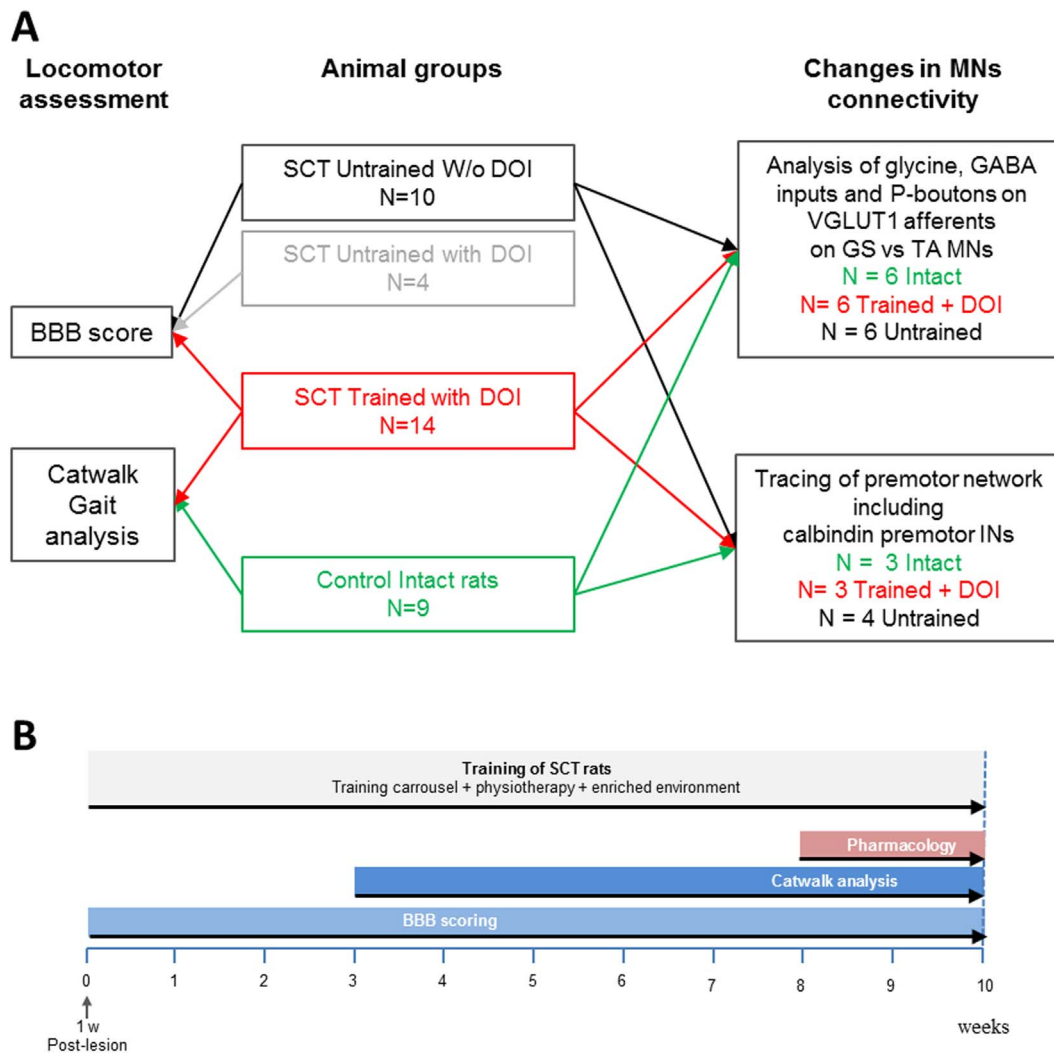 A
Locomotor
assessment
Animal groups
Changes in MNs
connectivity
SCT Untrained W/o DOI
N=10
SCT Untrained with DOI
N=4
SCT Trained with DOI
N=14
Control Intact rats
N=9
BBB score
Catwalk
Gait
analysis
Analysis of glycine, GABA
inputs and P-boutons on
VGLUT1 afferents
on GS vs TA MNs
N = 6 Intact
N= 6 Trained + DOI
N = 6 Untrained
Tracing of premotor network
including
calbindin premotor INs
N = 3 Intact
N= 3 Trained + DOI
N = 4 Untrained
B
Training of SCT rats
Training carrousel + physiotherapy + enriched environment
Pharmacology
Catwalk analysis
BBB scoring
0 1 2 3 4 5 6 7 8 9 10
1 w
Post-lesion
weeks